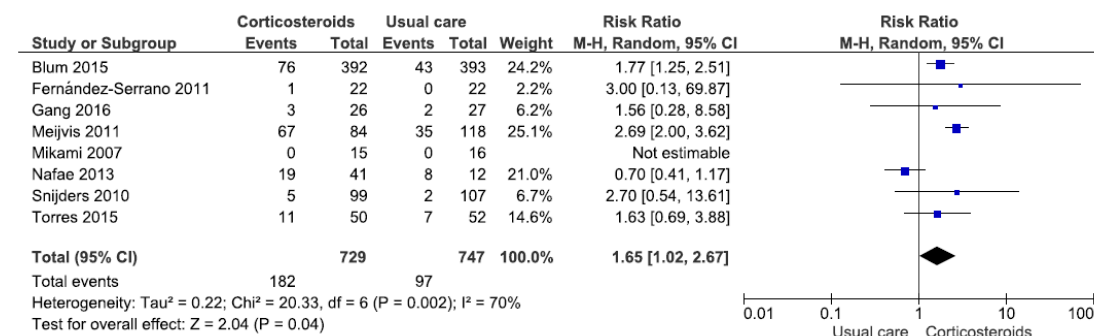 Corticosteroids Usual care Risk Ratio Risk Ratio
Study or Subgroup Events Total Events Total Weight M-H, Random, 95% CI M-H, Random, 95% CI
Blum 2015 76 392 43 393 24.2% 1.77 [1.25, 2.51]
Fernández-Serrano 2011 1 22 0 22 2.2% 3.00 [0.13, 69.87]
Gang 2016 3 26 2 27 6.2% 1.56 [0.28, 8.58]
Meijvis 2011 67 84 35 118 25.1% 2.69 [2.00, 3.62]
Mikami 2007 0 15 0 16 Not estimable
Nafae 2013 19 41 8 12 21.0% 0.70 [0.41, 1.17]
Snijders 2010 5 99 2 107 6.7% 2.70 [0.54, 13.61]
Torres 2015 11 50 7 52 14.6% 1.63 [0.69, 3.88]
Total (95% CI) 729 747 100.0% 1.65 [1.02, 2.67]
Total events 182 97
Heterogeneity: Tau² = 0.22; Chi² = 20.33, df = 6 (P = 0.002); I² = 70%
Test for overall effect: Z = 2.04 (P = 0.04)
0.01 0.1 1 10 100
Usual care Corticosteroids